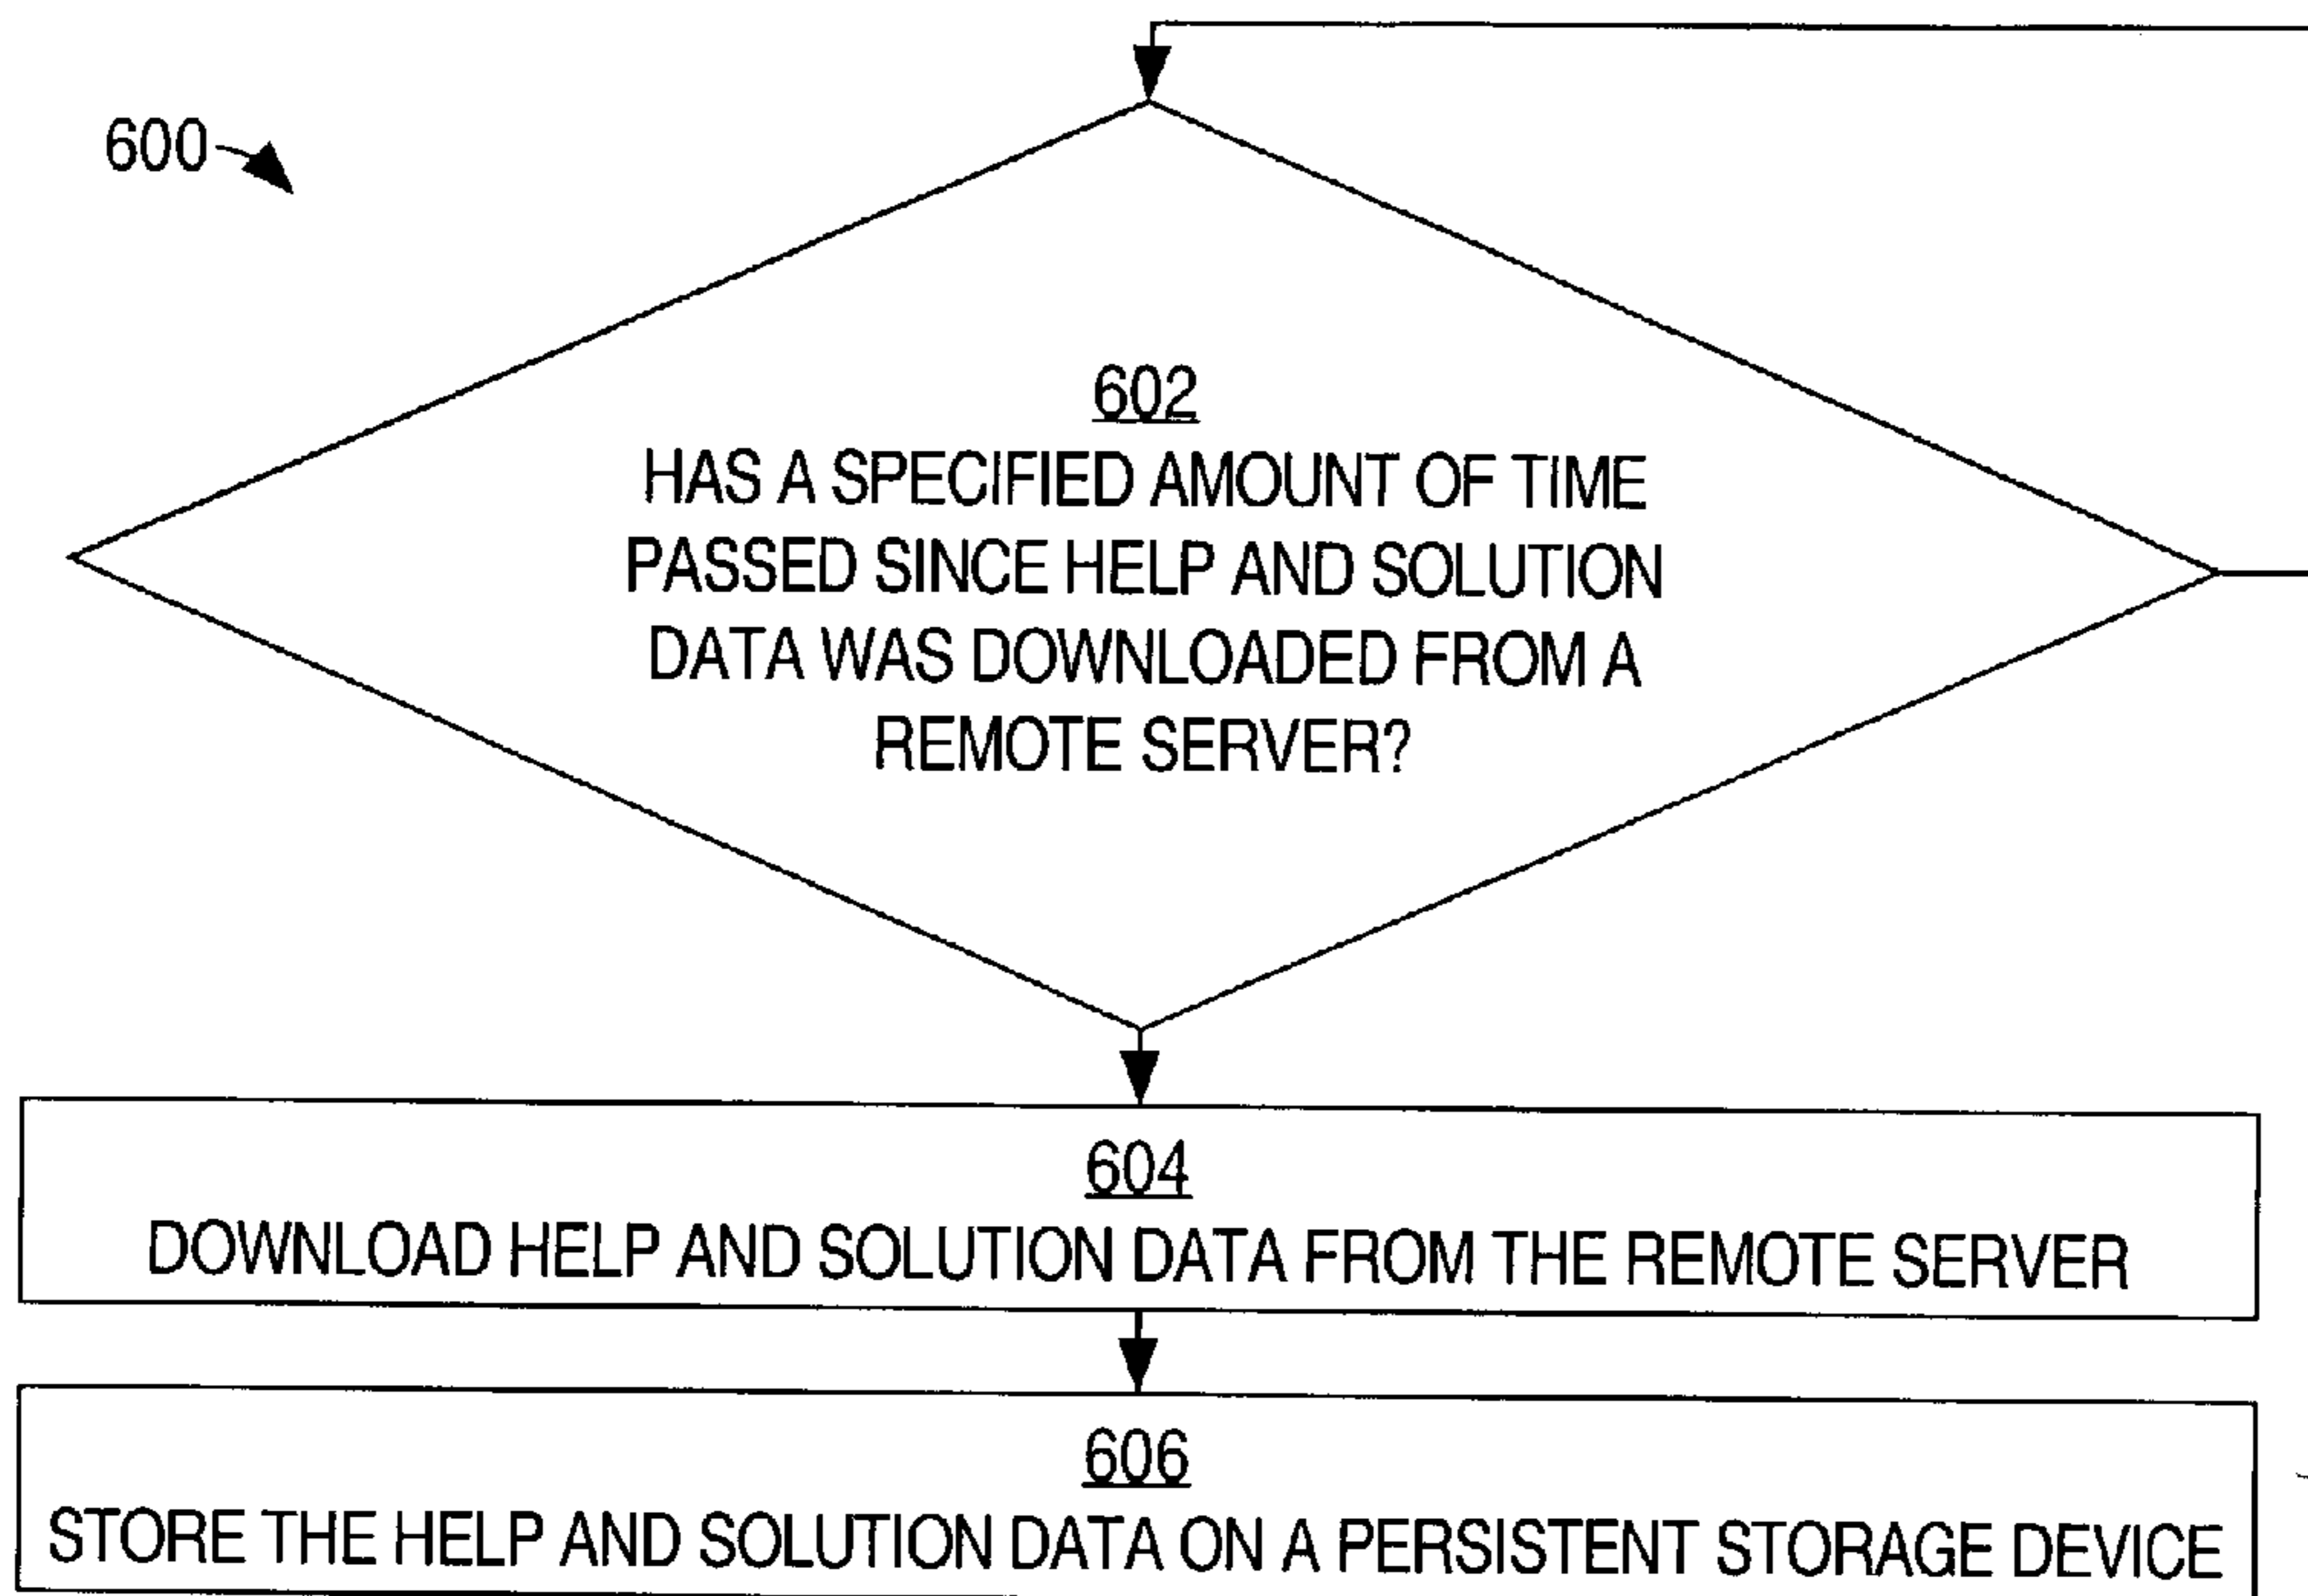 600
602
HAS A SPECIFIED AMOUNT OF TIME
PASSED SINCE HELP AND SOLUTION
DATA WAS DOWNLOADED FROM A
REMOTE SERVER?
604
DOWNLOAD HELP AND SOLUTION DATA FROM THE REMOTE SERVER
606
STORE THE HELP AND SOLUTION DATA ON A PERSISTENT STORAGE DEVICE